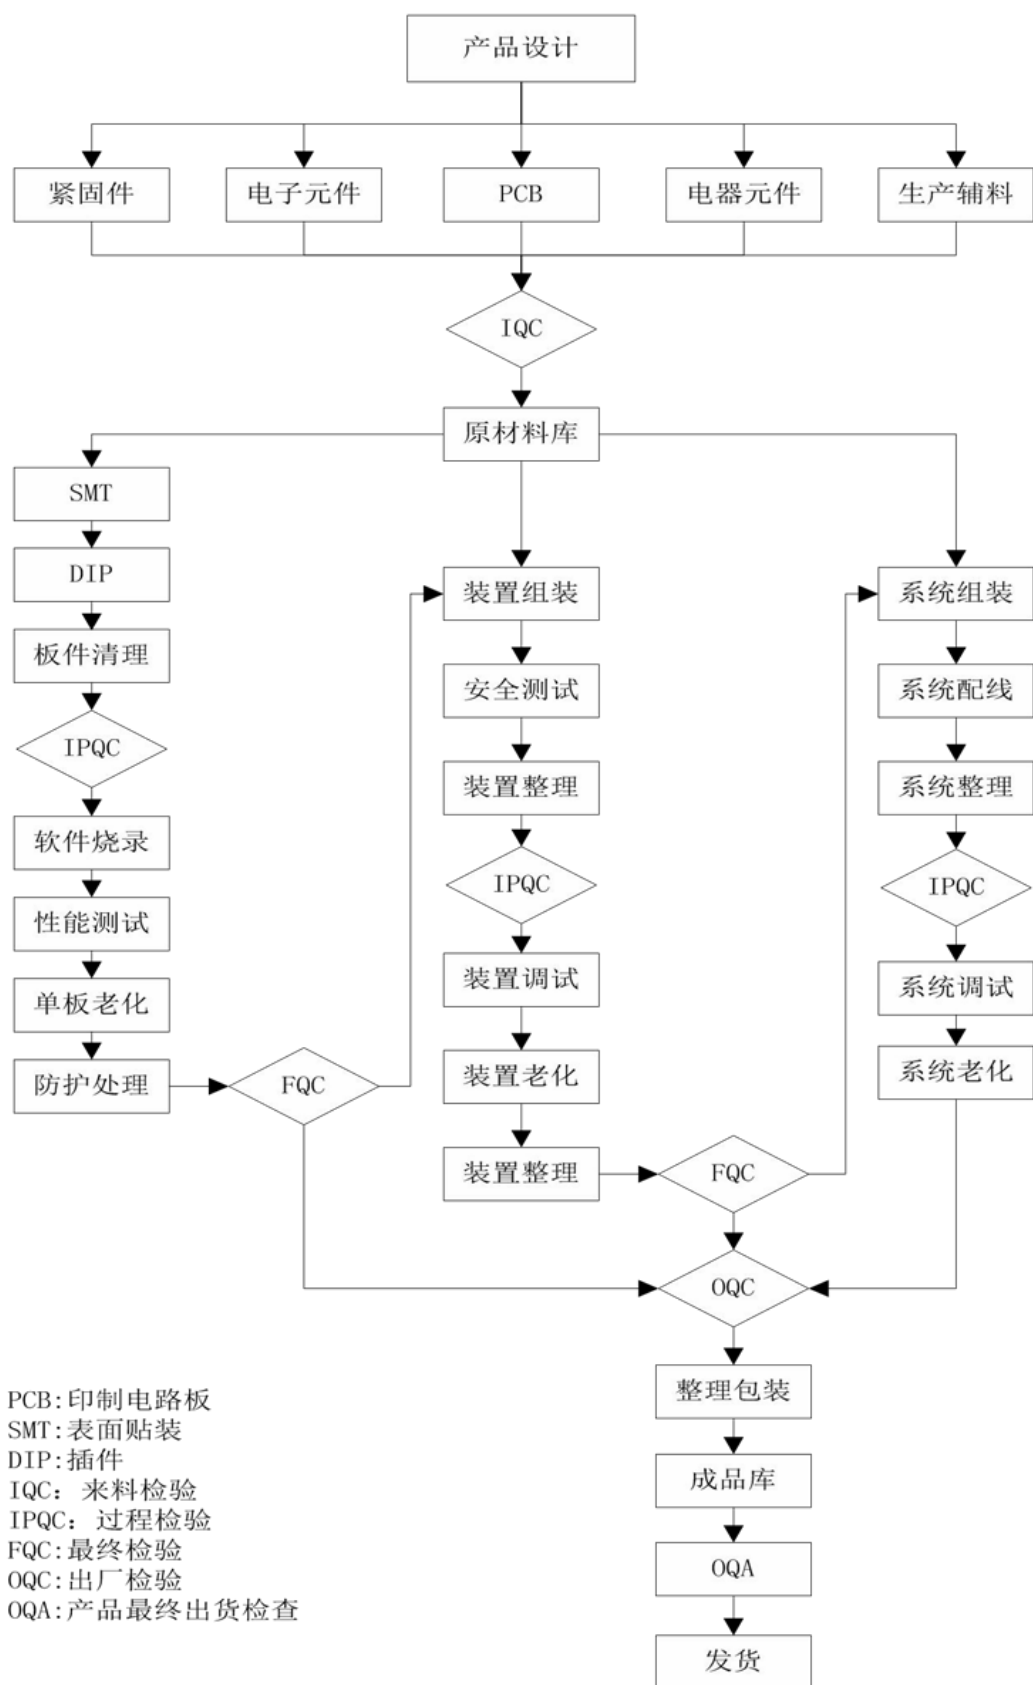 产品设计
紧固件
电子元件
PCB
电器元件
生产辅料
IQC
原材料库
SMT
DIP
板件清理
IPQC
软件烧录
性能测试
单板老化
防护处理
FQC
装置组装
安全测试
装置整理
IPQC
装置调试
装置老化
装置整理
FQC
系统组装
系统配线
系统整理
IPQC
系统调试
系统老化
OQC
整理包装
成品库
OQA
发货
PCB:印制电路板
SMT:表面贴装
DIP:插件
IQC：来料检验
IPQC：过程检验
FQC:最终检验
OQC:出厂检验
OQA:产品最终出货检查